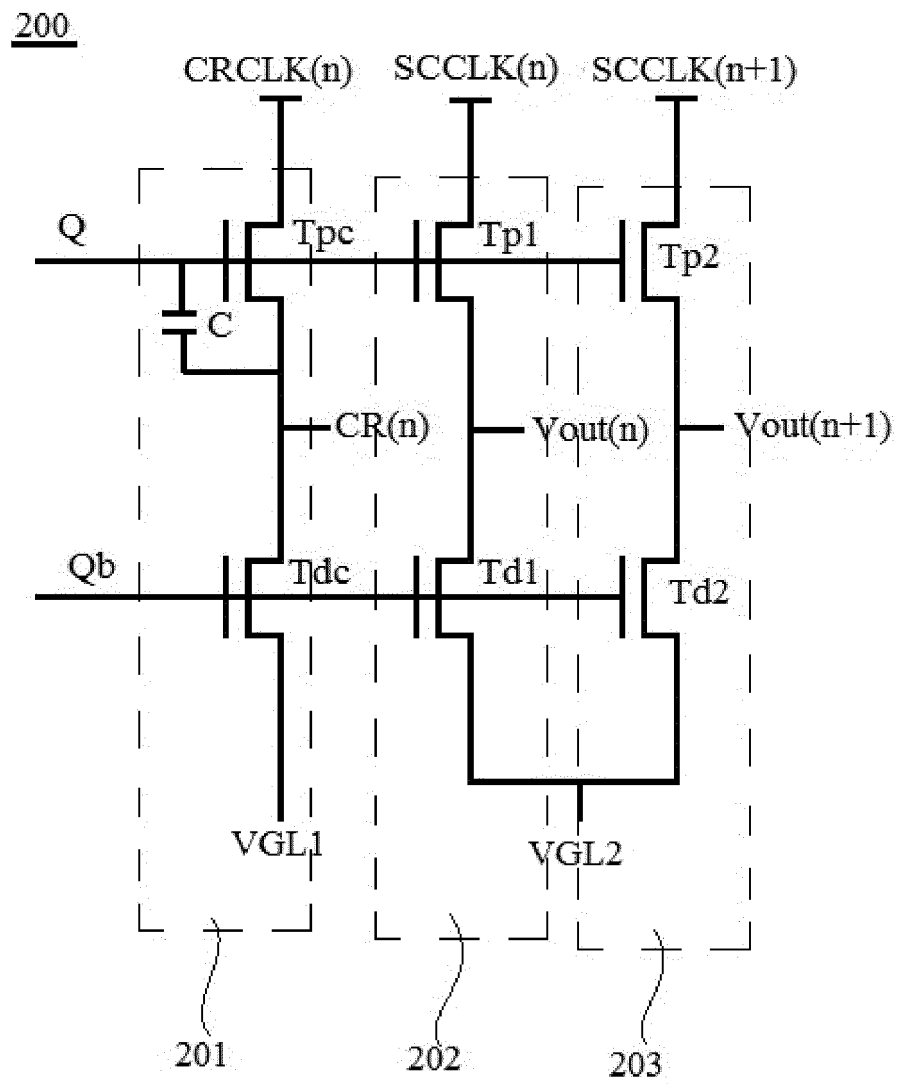 200
CRCLK(n) SCCLK(n) SCCLK(n+1)
Q Tpc Tp1 Tp2
C
CR(n) Vout(n) Vout(n+1)
Qb Tdc Td1 Td2
VGL1 VGL2
201 202 203